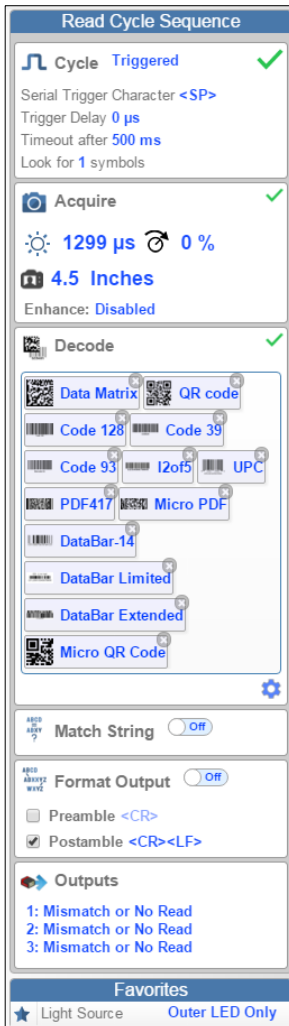 Read Cycle Sequence
Cycle Triggered
Serial Trigger Character <SP>
Trigger Delay 0 µs
Timeout after 500 ms
Look for 1 symbols
Acquire
1299 µs 0 %
4.5 Inches
Enhance: Disabled
Decode
Data Matrix QR code
Code 128 Code 39
Code 93 I2of5 UPC
PDF417 Micro PDF
DataBar-14
DataBar Limited
DataBar Extended
Micro QR Code
Match String Off
Format Output Off
Preamble <CR>
Postamble <CR><LF>
Outputs
1: Mismatch or No Read
2: Mismatch or No Read
3: Mismatch or No Read
Favorites
Light Source Outer LED Only